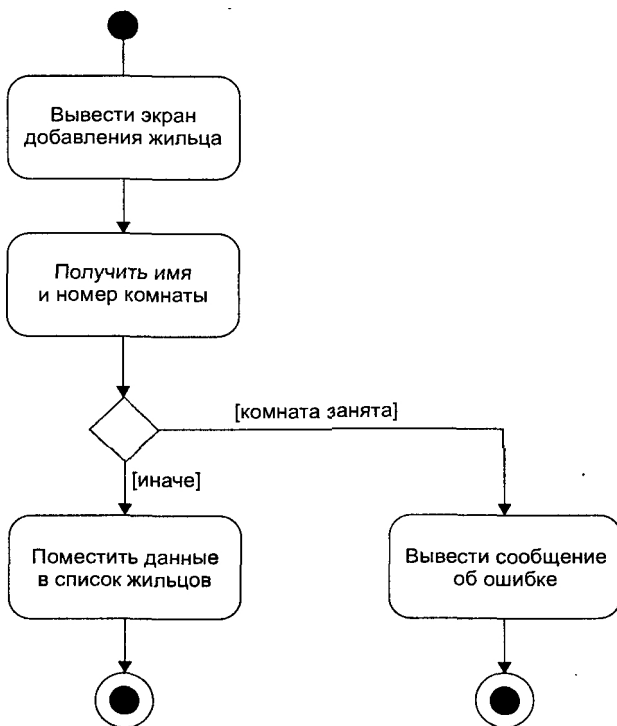 Вывести экран
добавления жильца
Получить имя
и номер комнаты
[комната занята]
[иначе]
Поместить данные
в список жильцов
Вывести сообщение
об ошибке